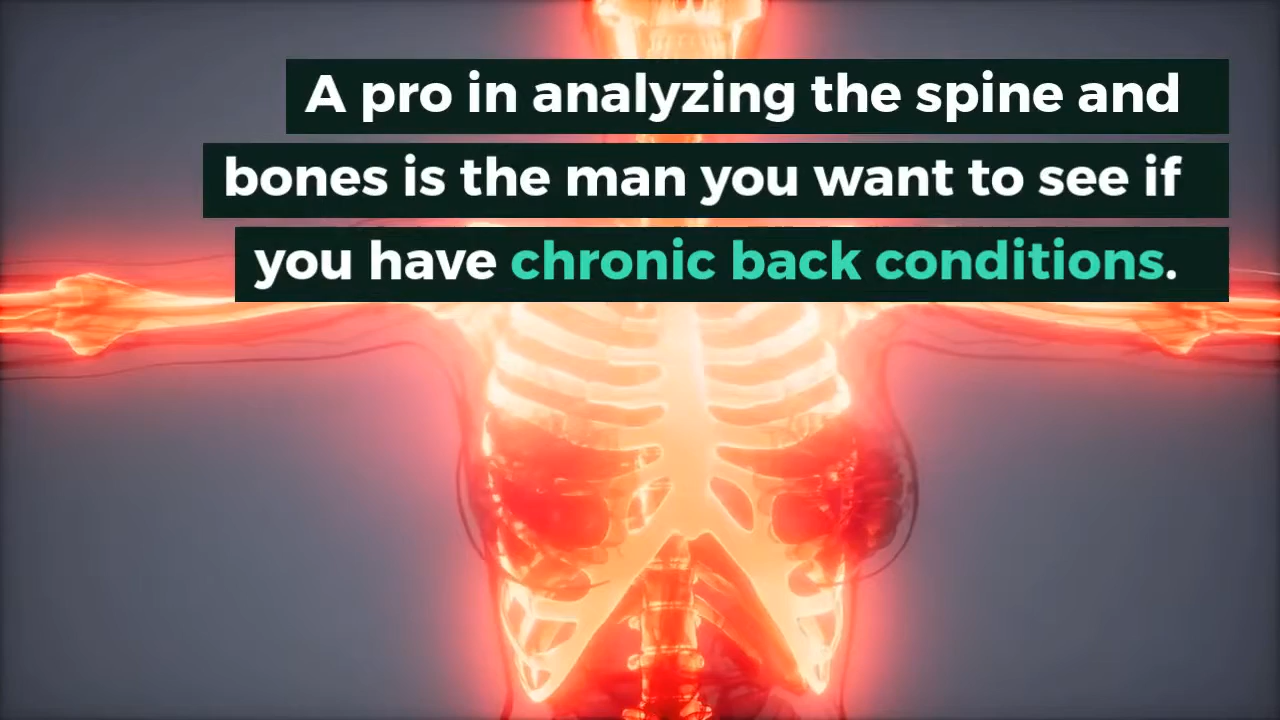 A pro in analyzing the spine and
bones is the man you want to see if
you have chronic back conditions.